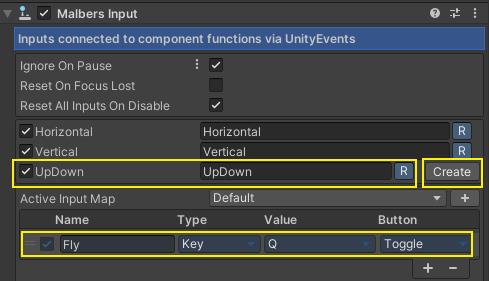 Malbers Input
Inputs connected to component functions via UnityEvents
Ignore On Pause
Reset On Focus Lost
Reset All Inputs On Disable
Horizontal Horizontal R
Vertical Vertical R
UpDown UpDown R Create
Active Input Map Default +
Name Type Value Button
Fly Key Q Toggle
+ −